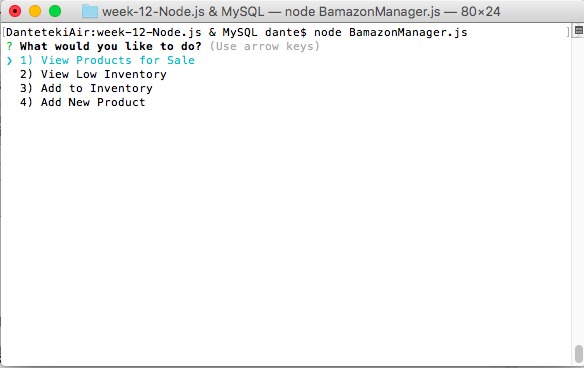 week-12-Node.js & MySQL — node BamazonManager.js — 80×24
[DantetekiAir:week-12-Node.js & MySQL dante$ node BamazonManager.js ]
? What would you like to do? (Use arrow keys)
❯ 1) View Products for Sale
2) View Low Inventory
3) Add to Inventory
4) Add New Product